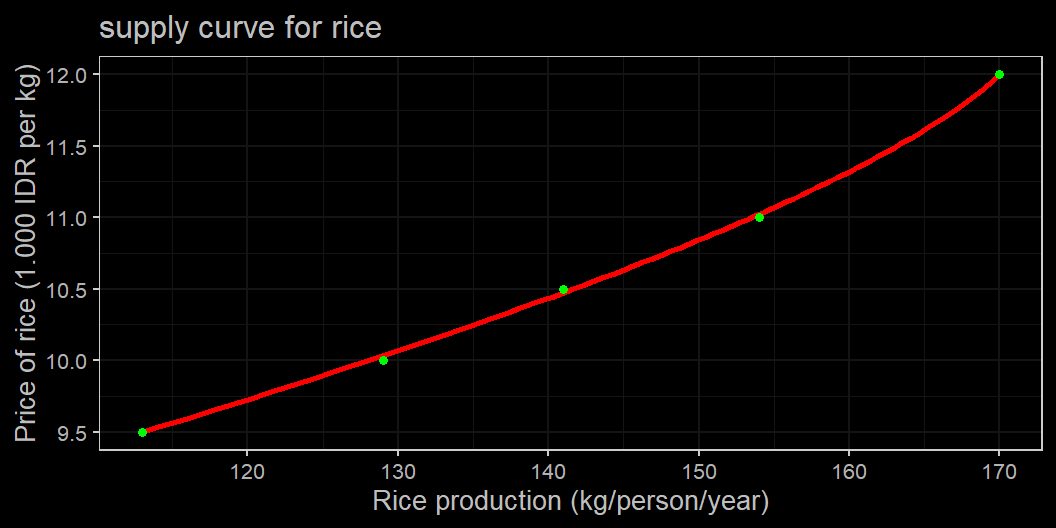 supply curve for rice
Price of rice (1.000 IDR per kg)
12.0
11.5
11.0
10.5
10.0
9.5
120 130 140 150 160 170
Rice production (kg/person/year)